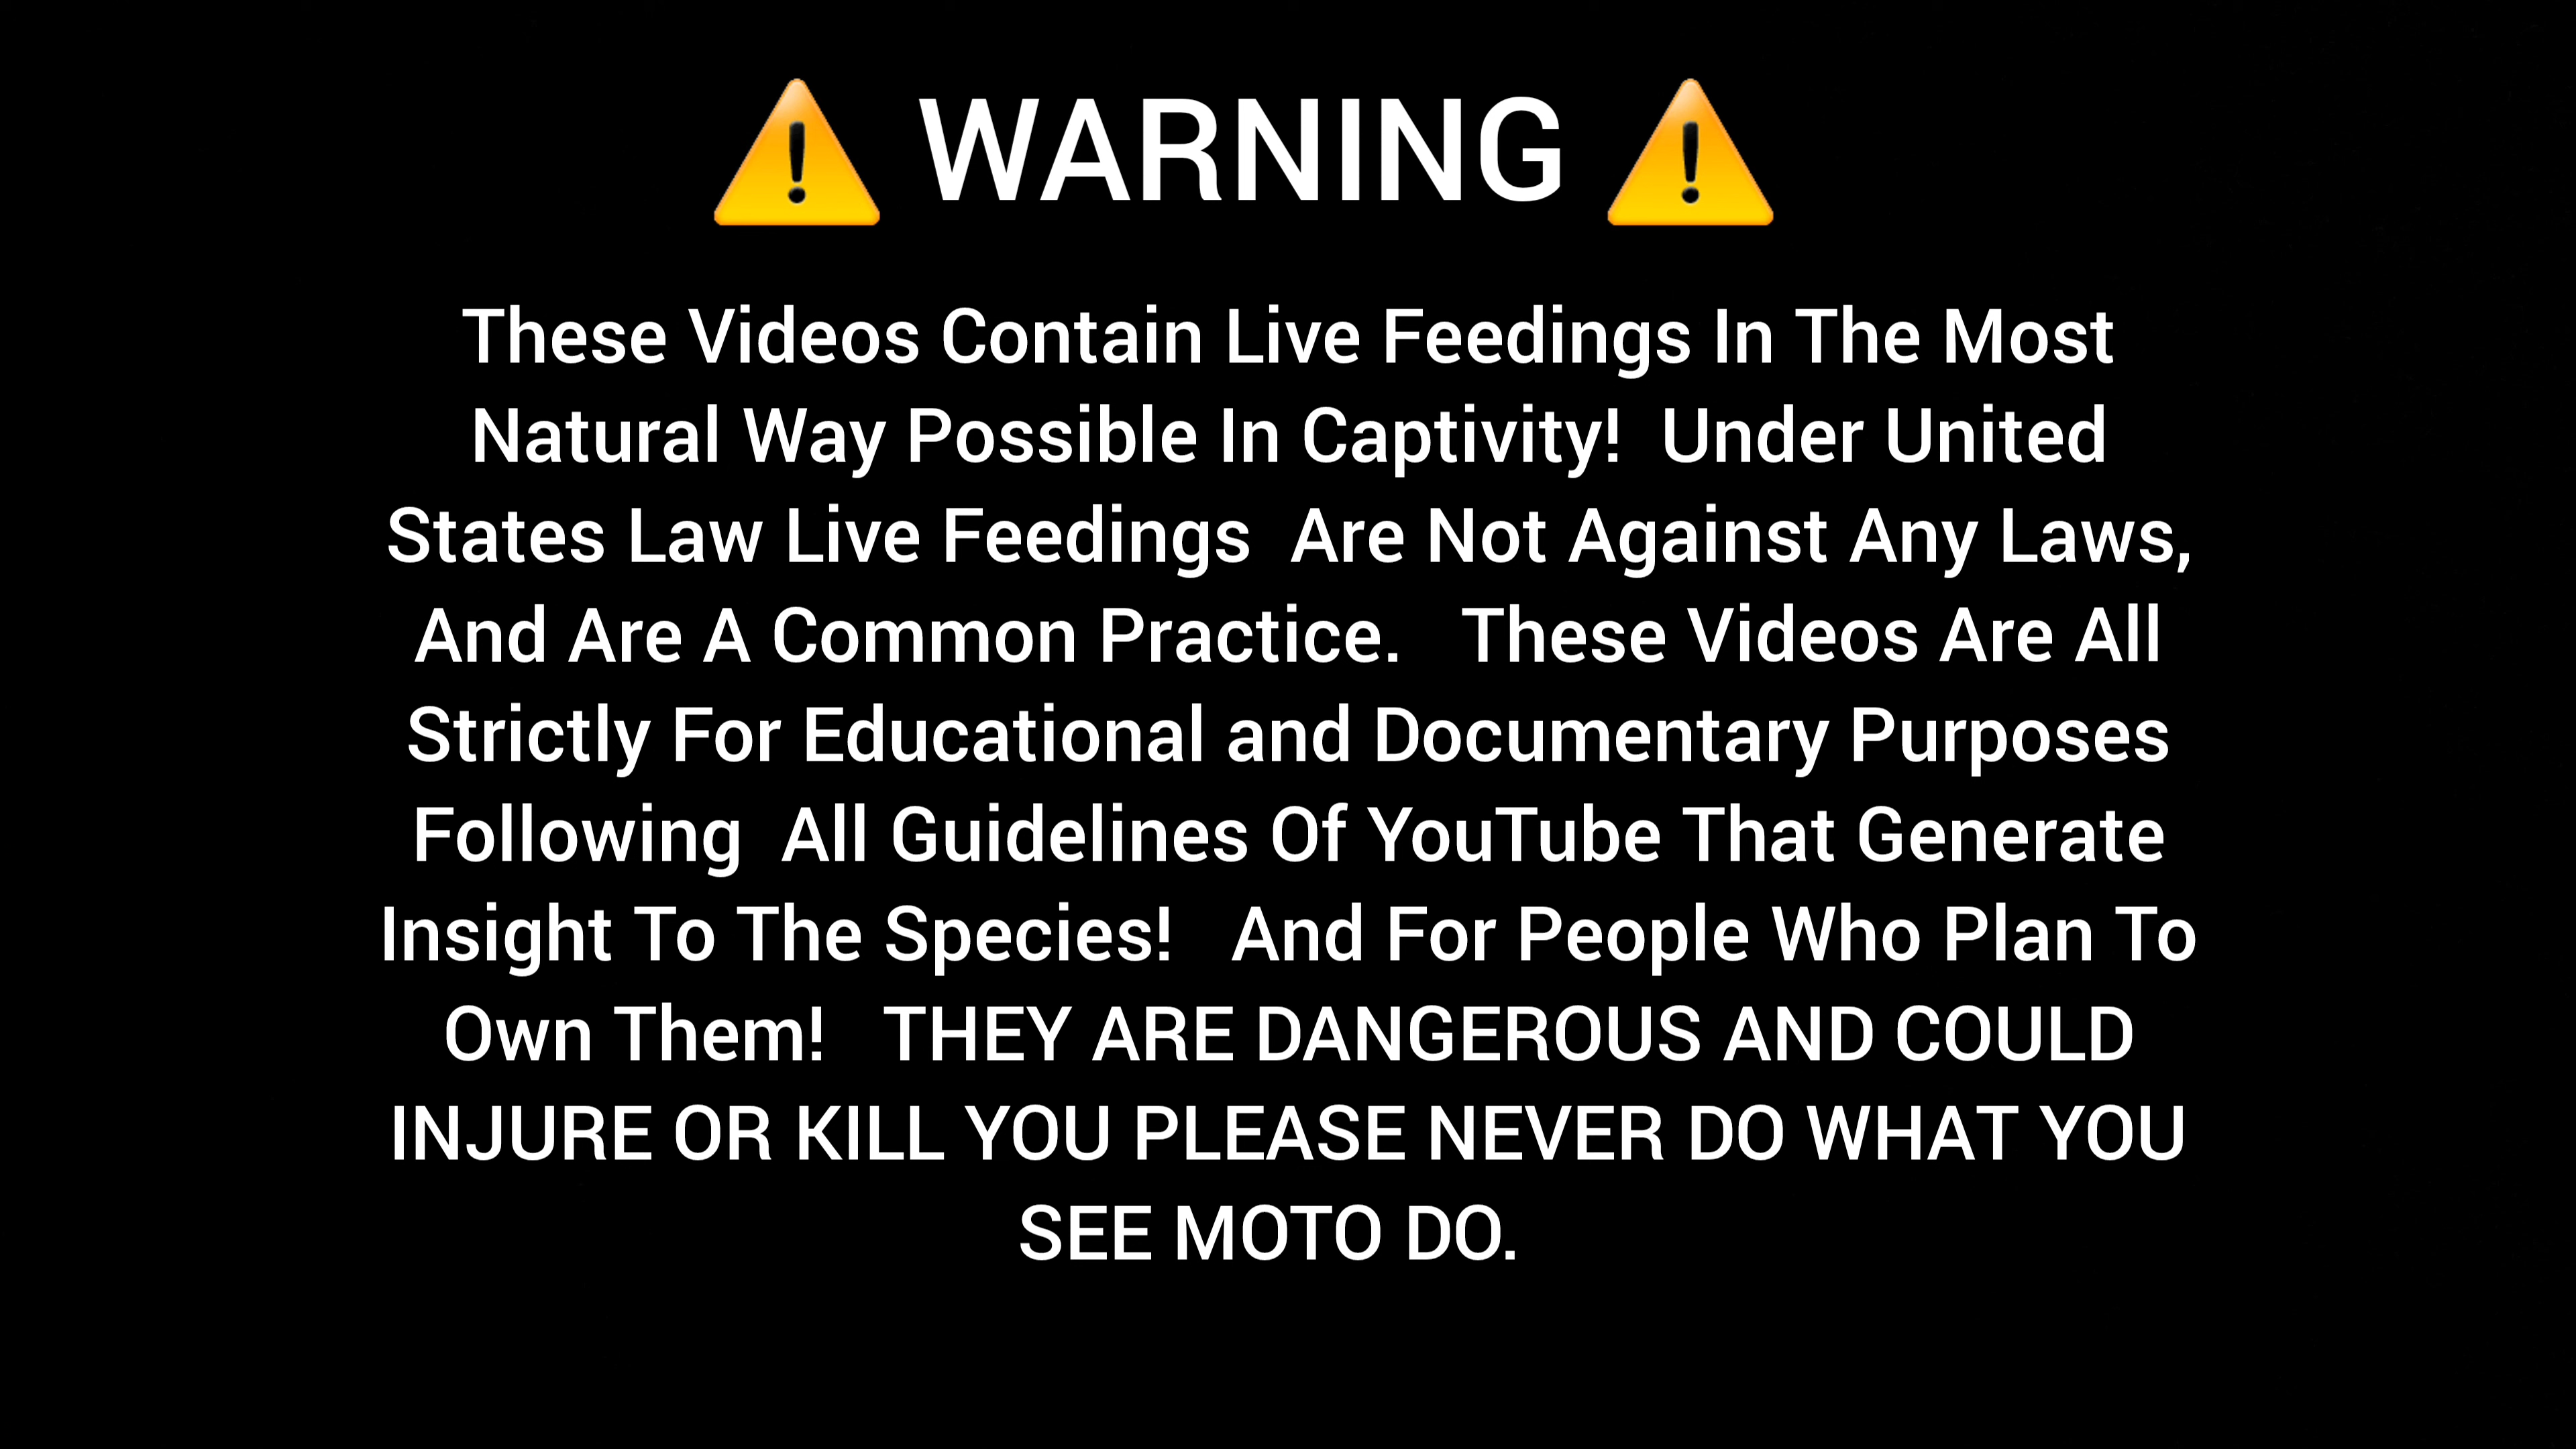 ⚠️ WARNING ⚠️
These Videos Contain Live Feedings In The Most
Natural Way Possible In Captivity!  Under United
States Law Live Feedings  Are Not Against Any Laws,
And Are A Common Practice.   These Videos Are All
Strictly For Educational and Documentary Purposes
Following  All Guidelines Of YouTube That Generate
Insight To The Species!   And For People Who Plan To
Own Them!   THEY ARE DANGEROUS AND COULD
INJURE OR KILL YOU PLEASE NEVER DO WHAT YOU
SEE MOTO DO.